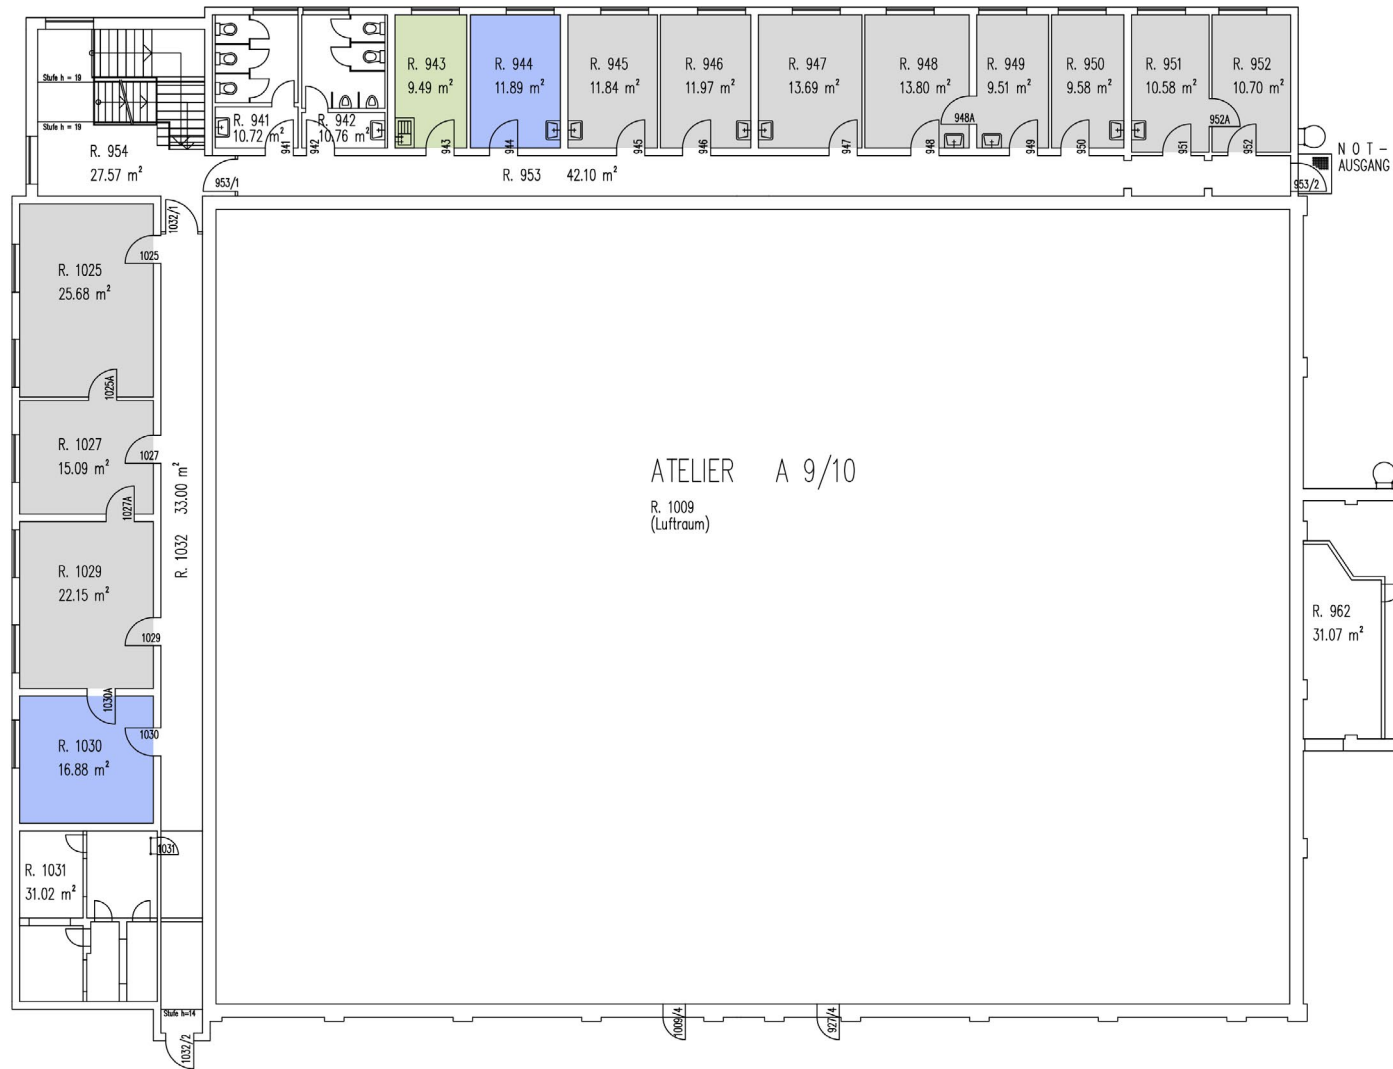 Stufe h = 19
Stufe h = 19
R. 954
27.57 m²
R. 941
10.72 m²
941
R. 942
10.76 m²
942
R. 943
9.49 m²
943
R. 944
11.89 m²
944
R. 945
11.84 m²
945
R. 946
11.97 m²
946
R. 947
13.69 m²
947
R. 948
13.80 m²
948
948A
R. 949
9.51 m²
949
R. 950
9.58 m²
950
R. 951
10.58 m²
951
952A
R. 952
10.70 m²
952
NOT-
AUSGANG
953/1
R. 953 42.10 m²
953/2
1032/1
R. 1025
25.68 m²
1025
1025A
R. 1027
15.09 m²
1027
1027A
R. 1032 33.00 m²
R. 1029
22.15 m²
1029
1030A
R. 1030
16.88 m²
1030
R. 1031
31.02 m²
1031
Stufe h=14
1032/2
ATELIER A 9/10
R. 1009
(Luftraum)
R. 962
31.07 m²
1009/4
927/4